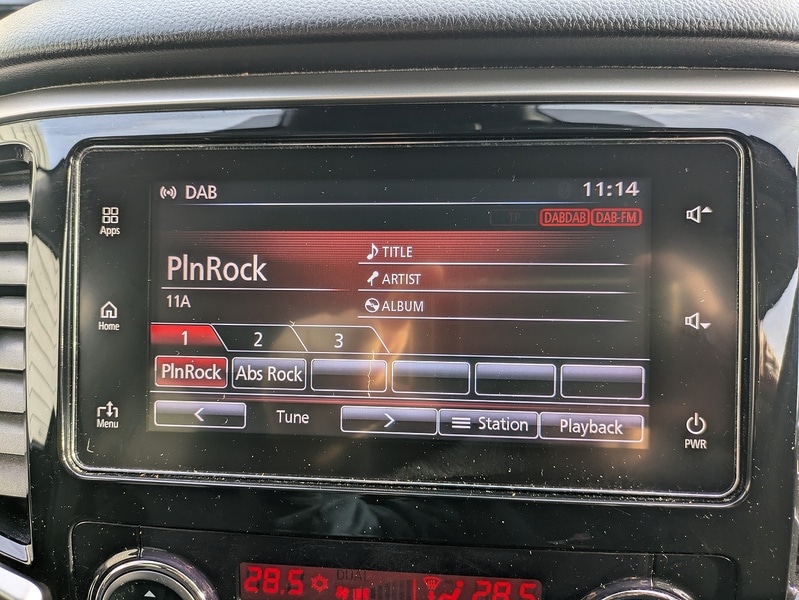 DAB
11:14
TP DABDAB DAB-FM
Apps
PlnRock
TITLE
11A
ARTIST
ALBUM
Home
1 2 3
PlnRock Abs Rock
Menu
< Tune > Station Playback
PWR
28.5 DUAL 28.5